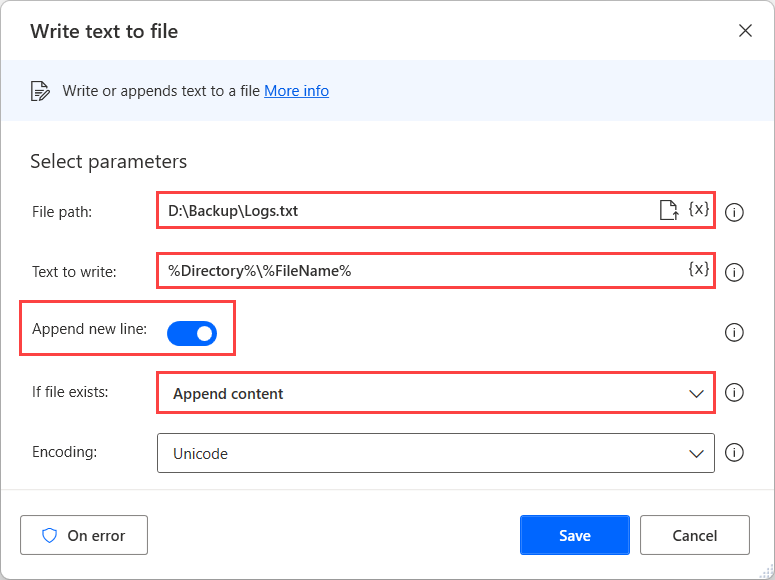 Write text to file
Write or appends text to a file More info
Select parameters
File path: D:\Backup\Logs.txt {x}
Text to write: %Directory%\%FileName% {x}
Append new line:
If file exists: Append content
Encoding: Unicode
On error Save Cancel